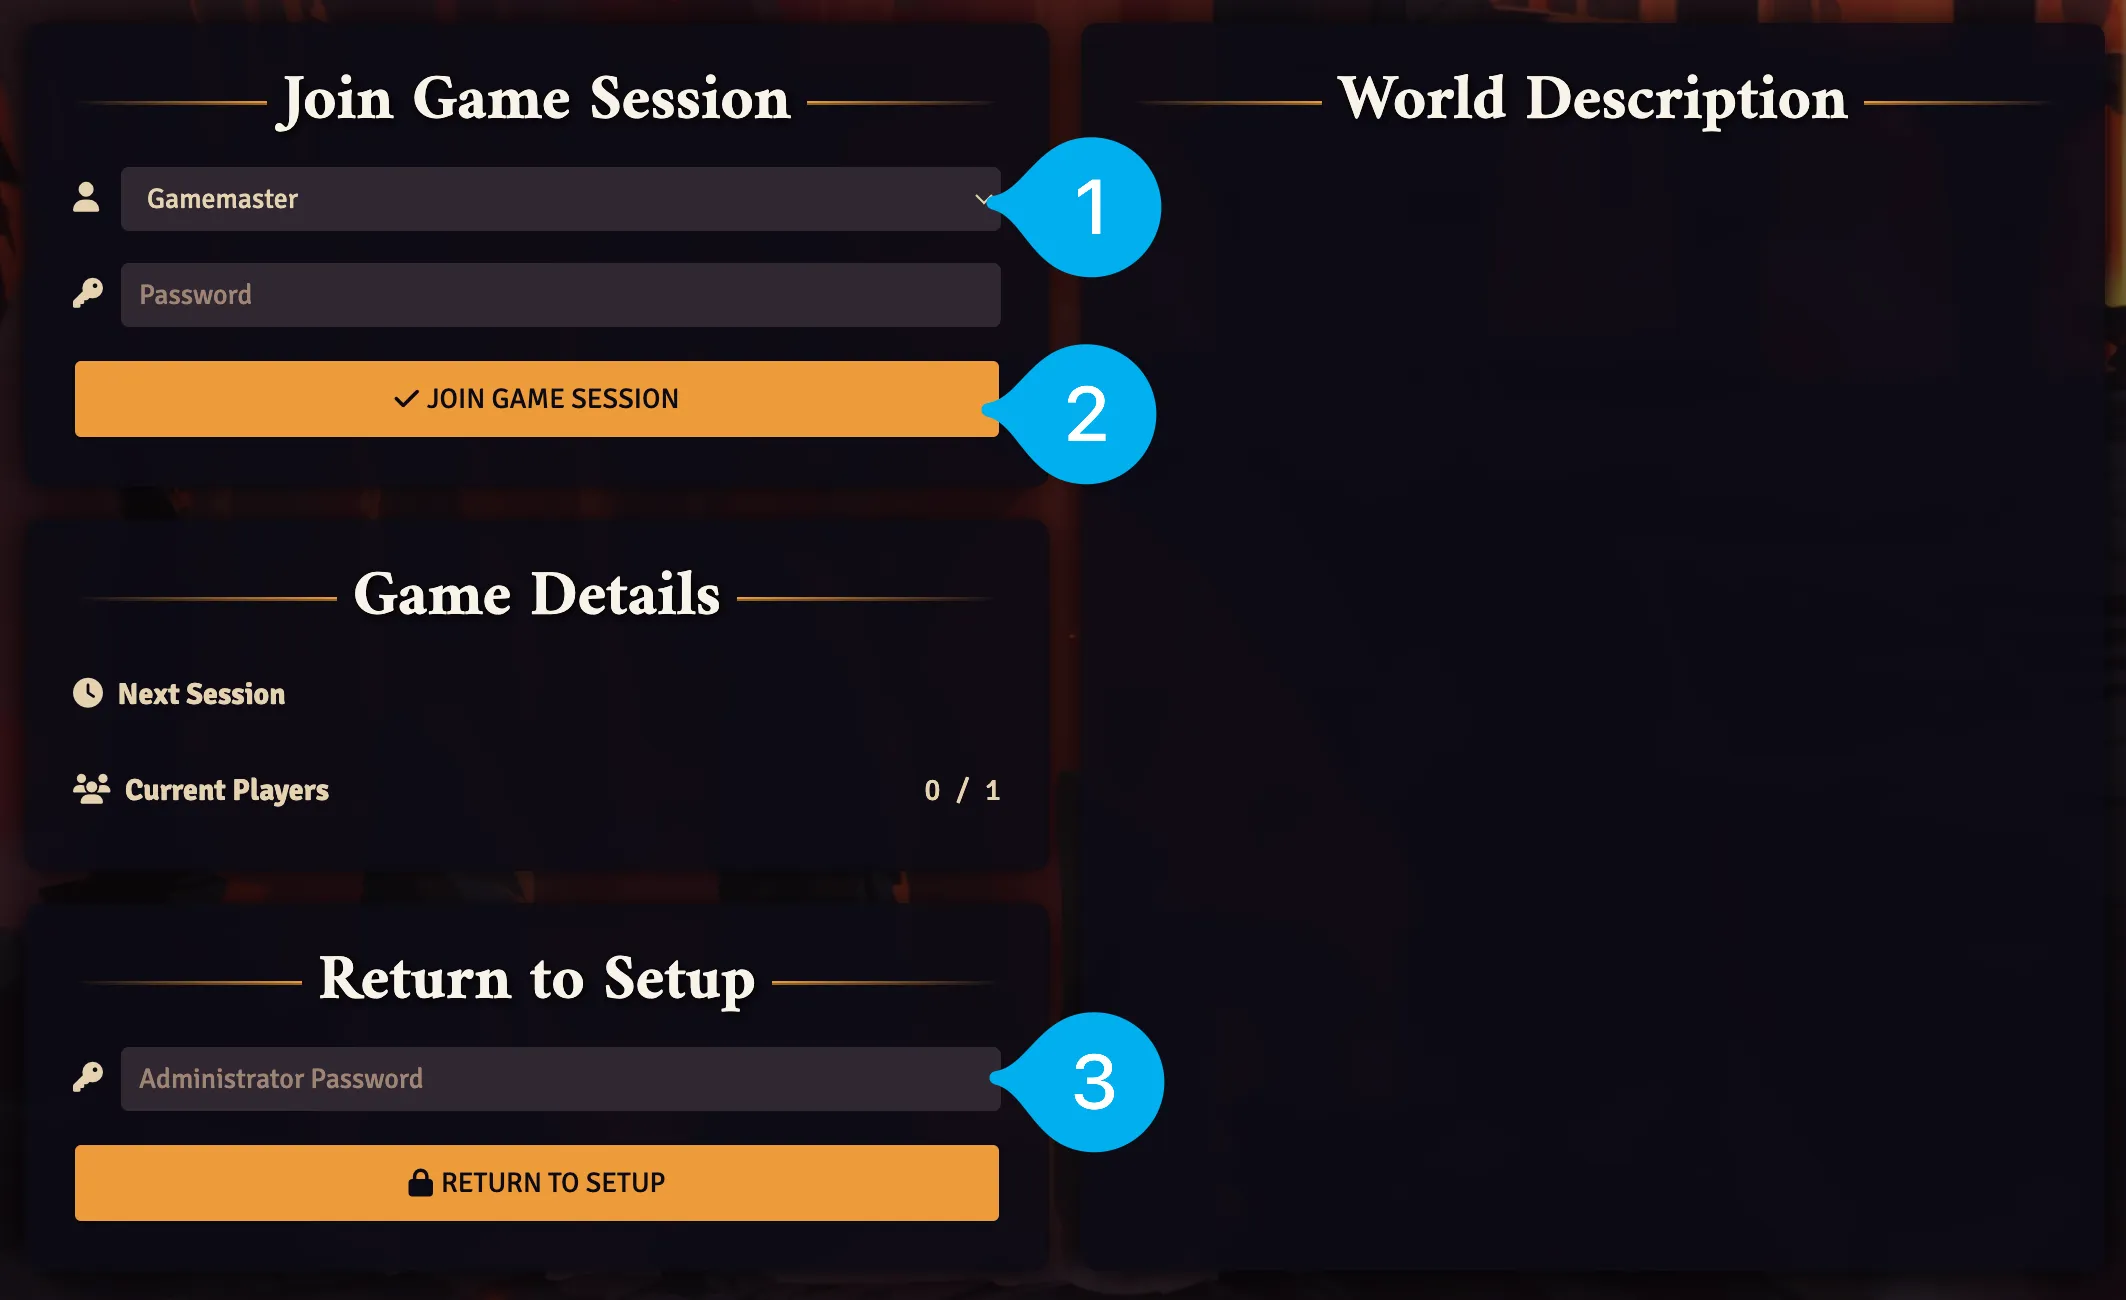 Join Game Session
Gamemaster
1
Password
JOIN GAME SESSION
2
Game Details
Next Session
Current Players 0 / 1
Return to Setup
Administrator Password
3
RETURN TO SETUP
World Description